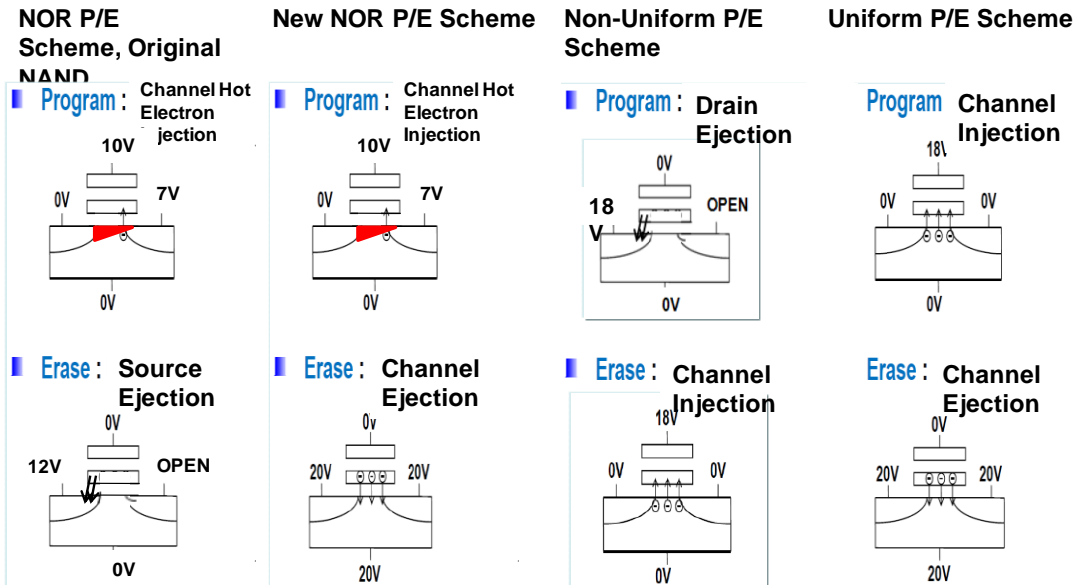 NOR P/E
Scheme, Original
NAND
Program : Channel Hot
Electron
jection
10V
0V
7V
0V
Erase : Source
Ejection
0V
12V
OPEN
0V
New NOR P/E Scheme
Program : Channel Hot
Electron
Injection
10V
0V
7V
0V
Erase : Channel
Ejection
0v
20V
20V
20V
Non-Uniform P/E
Scheme
Program : Drain
Ejection
0V
18
V
OPEN
0V
Erase : Channel
Injection
18V
0V
0V
0V
Uniform P/E Scheme
Program Channel
Injection
18\
0V
0V
0V
Erase : Channel
Ejection
0V
20V
20V
20V